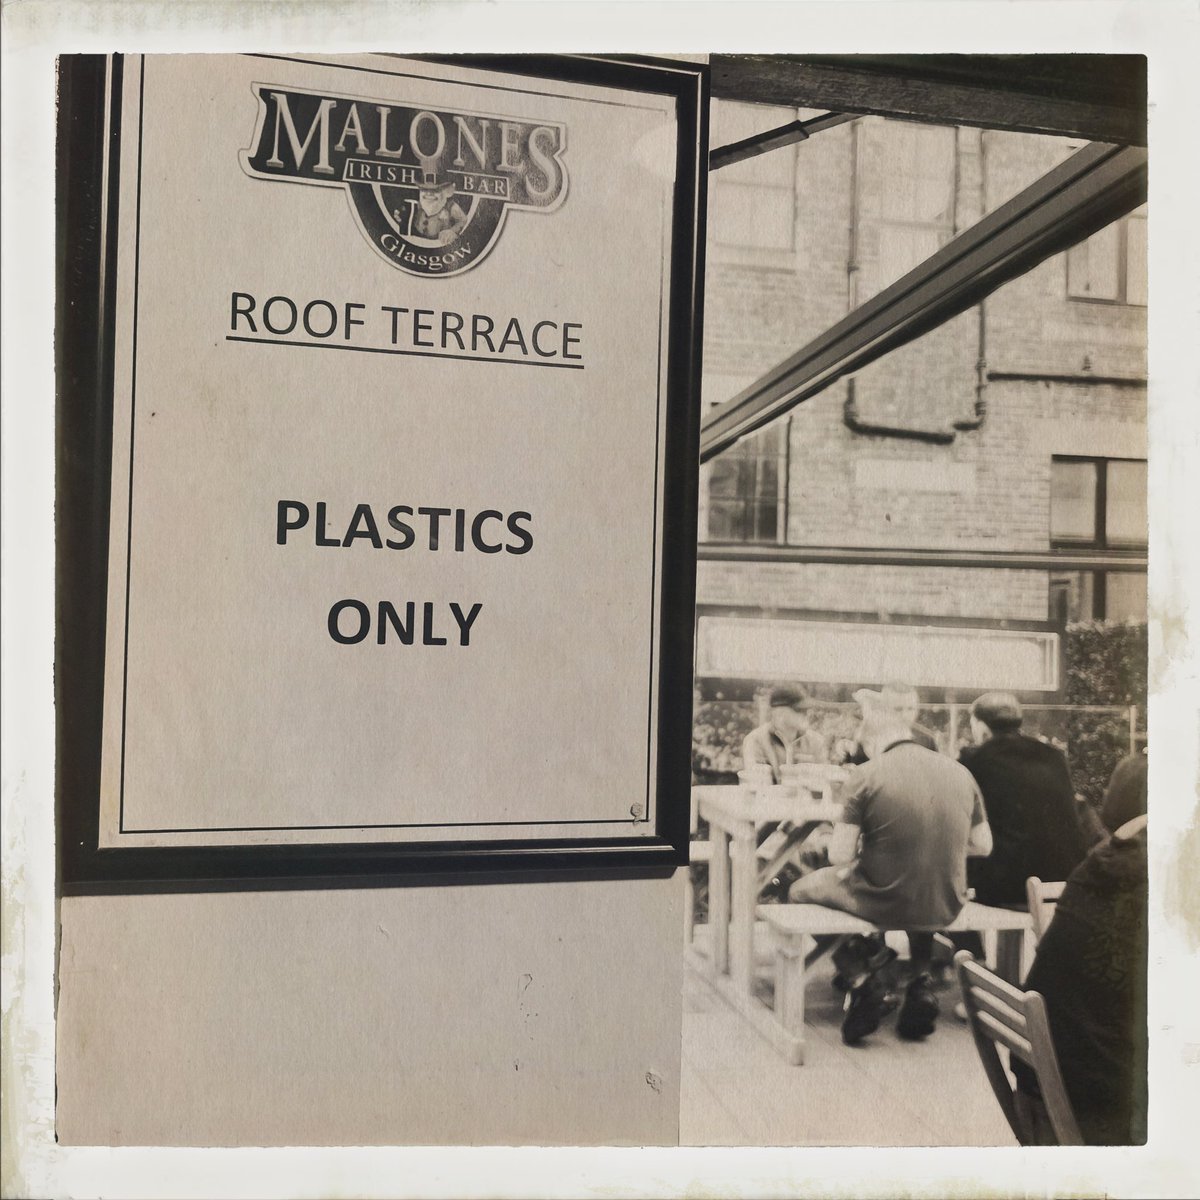 MALONES
IRISH BAR
Glasgow
ROOF TERRACE
PLASTICS
ONLY